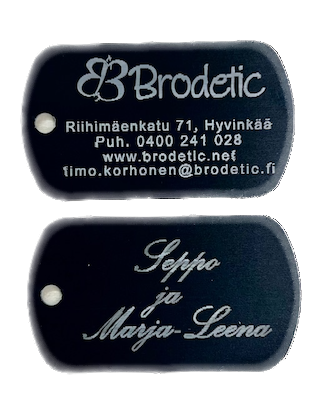 Brodetic
Riihimäenkatu 71, Hyvinkää
Puh. 0400 241 028
www.brodetic.net
timo.korhonen@brodetic.fi
Seppo
ja
Marja-Leena